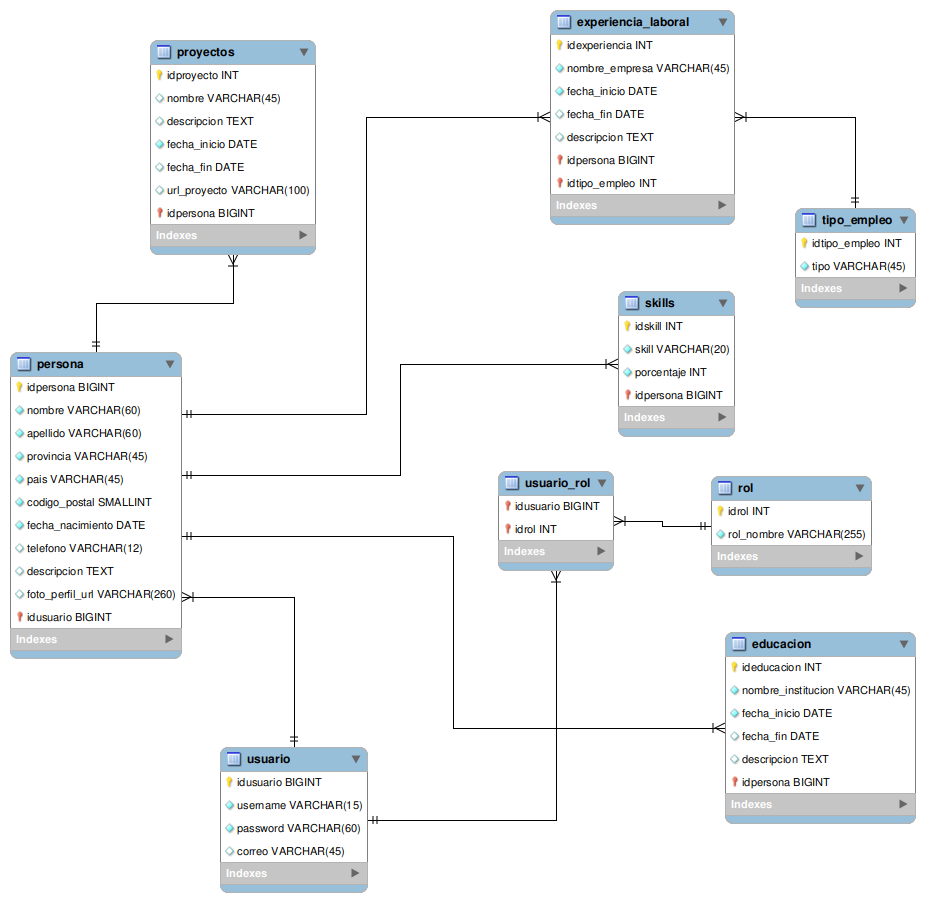 proyectos
idproyecto INT
nombre VARCHAR(45)
descripcion TEXT
fecha_inicio DATE
fecha_fin DATE
url_proyecto VARCHAR(100)
idpersona BIGINT
Indexes
experiencia_laboral
idexperiencia INT
nombre_empresa VARCHAR(45)
fecha_inicio DATE
fecha_fin DATE
descripcion TEXT
idpersona BIGINT
idtipo_empleo INT
Indexes
tipo_empleo
idtipo_empleo INT
tipo VARCHAR(45)
Indexes
skills
idskill INT
skill VARCHAR(20)
porcentaje INT
idpersona BIGINT
Indexes
persona
idpersona BIGINT
nombre VARCHAR(60)
apellido VARCHAR(60)
provincia VARCHAR(45)
pais VARCHAR(45)
codigo_postal SMALLINT
fecha_nacimiento DATE
telefono VARCHAR(12)
descripcion TEXT
foto_perfil_url VARCHAR(260)
idusuario BIGINT
Indexes
usuario_rol
idusuario BIGINT
idrol INT
Indexes
rol
idrol INT
rol_nombre VARCHAR(255)
Indexes
educacion
ideducacion INT
nombre_institucion VARCHAR(45)
fecha_inicio DATE
fecha_fin DATE
descripcion TEXT
idpersona BIGINT
Indexes
usuario
idusuario BIGINT
username VARCHAR(15)
password VARCHAR(60)
correo VARCHAR(45)
Indexes